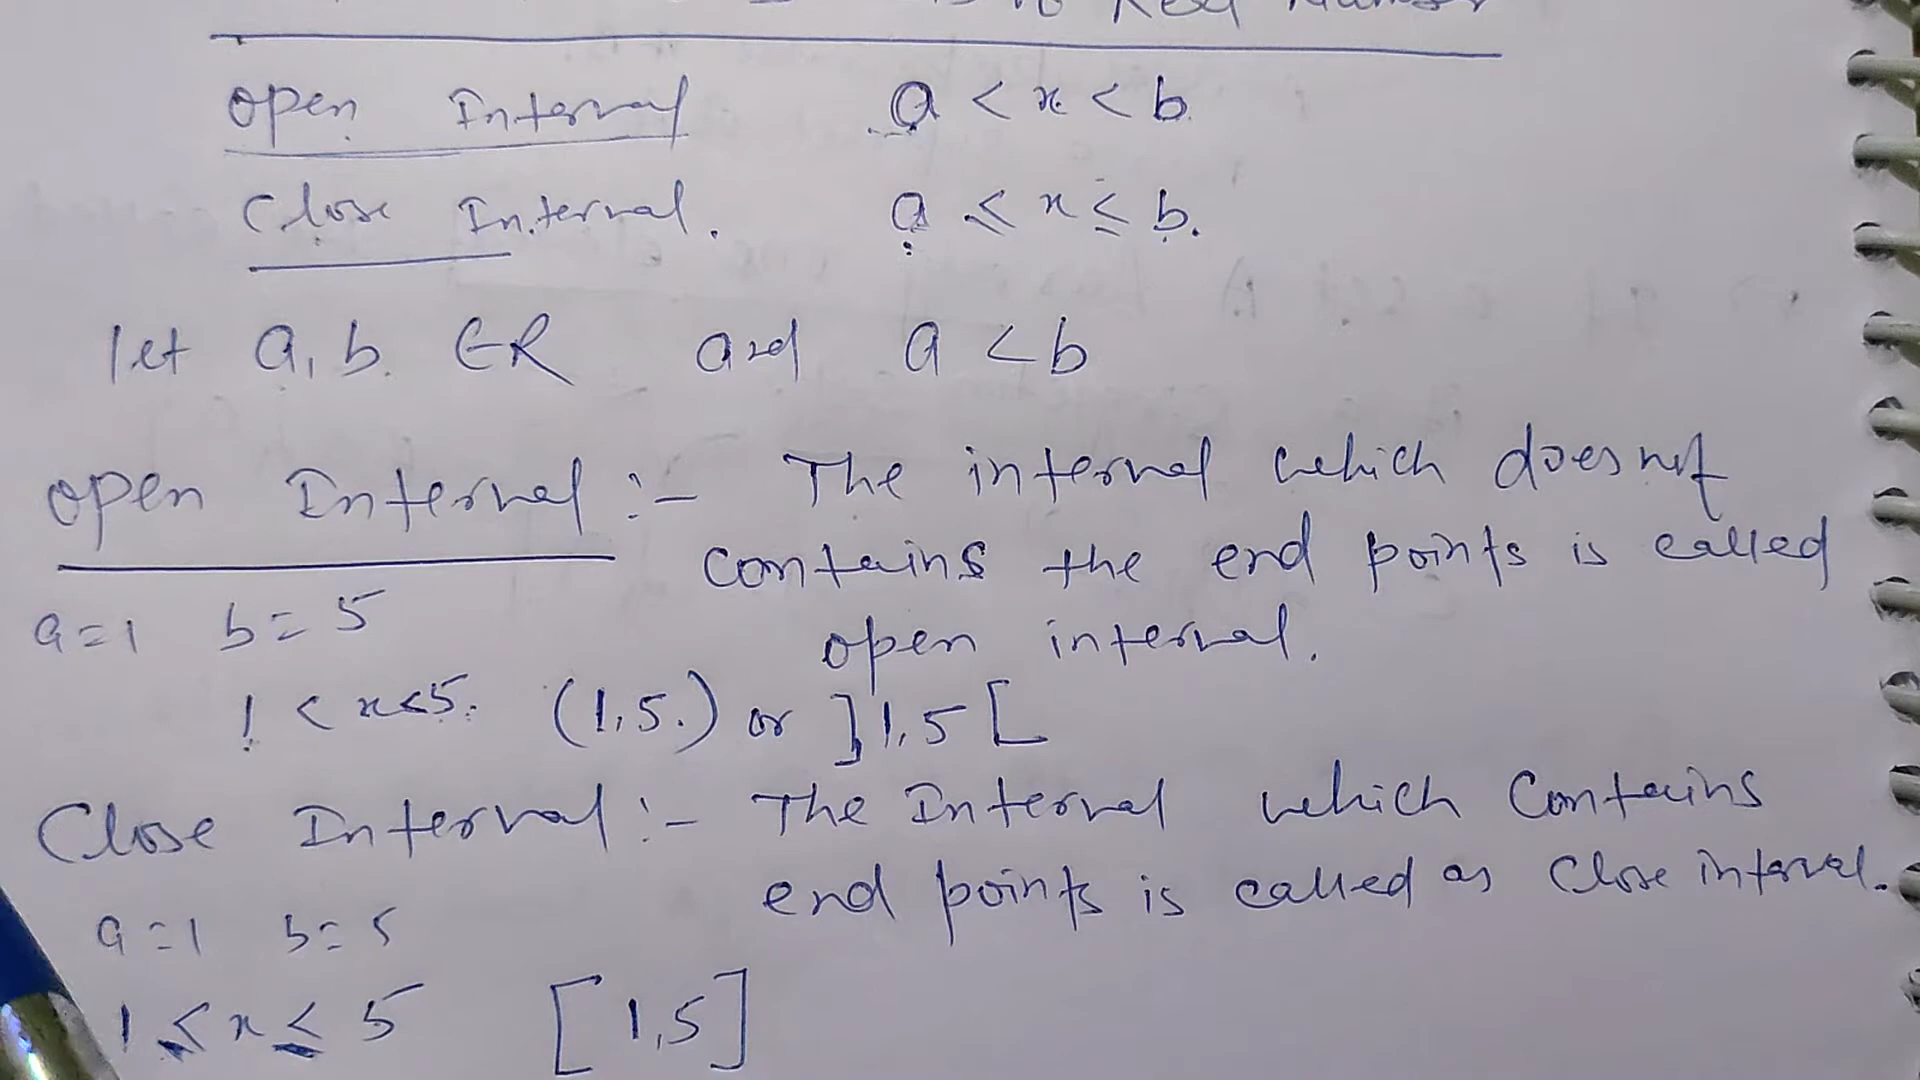 Real Number
open Interval a < x < b
Close Interval. a ≤ x ≤ b.
let a, b ∈ R and a < b
open Interval :- The interval which does not
contains the end points is called
open interval.
a = 1 b = 5
1 < x < 5. (1, 5.) or ]1, 5[
Close Interval :- The Interval which Contains
end points is called as Close interval.
a = 1 b = 5
1 ≤ x ≤ 5 [1, 5]